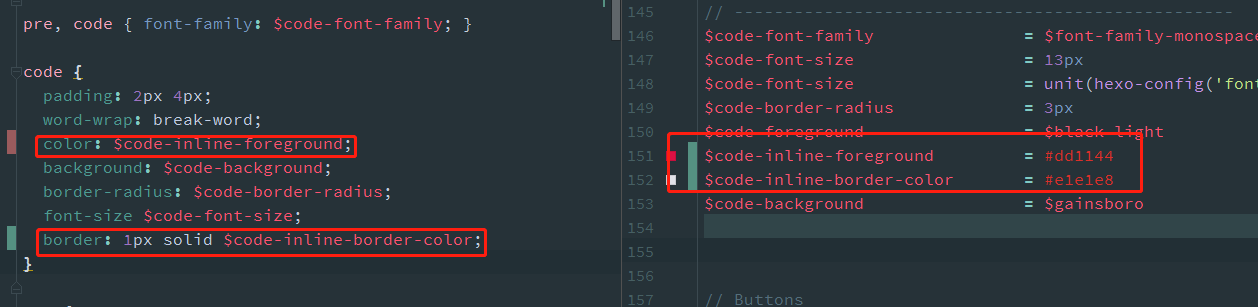 pre, code { font-family: $code-font-family; }
code {
padding: 2px 4px;
word-wrap: break-word;
color: $code-inline-foreground;
background: $code-background;
border-radius: $code-border-radius;
font-size $code-font-size;
border: 1px solid $code-inline-border-color;
}
145 // --------------------------------------------------
146 $code-font-family = $font-family-monospace
147 $code-font-size = 13px
148 $code-font-size = unit(hexo-config('fon
149 $code-border-radius = 3px
150 $code-foreground = $black-light
151 $code-inline-foreground = #dd1144
152 $code-inline-border-color = #e1e1e8
153 $code-background = $gainsboro
154
155
156
157 // Buttons